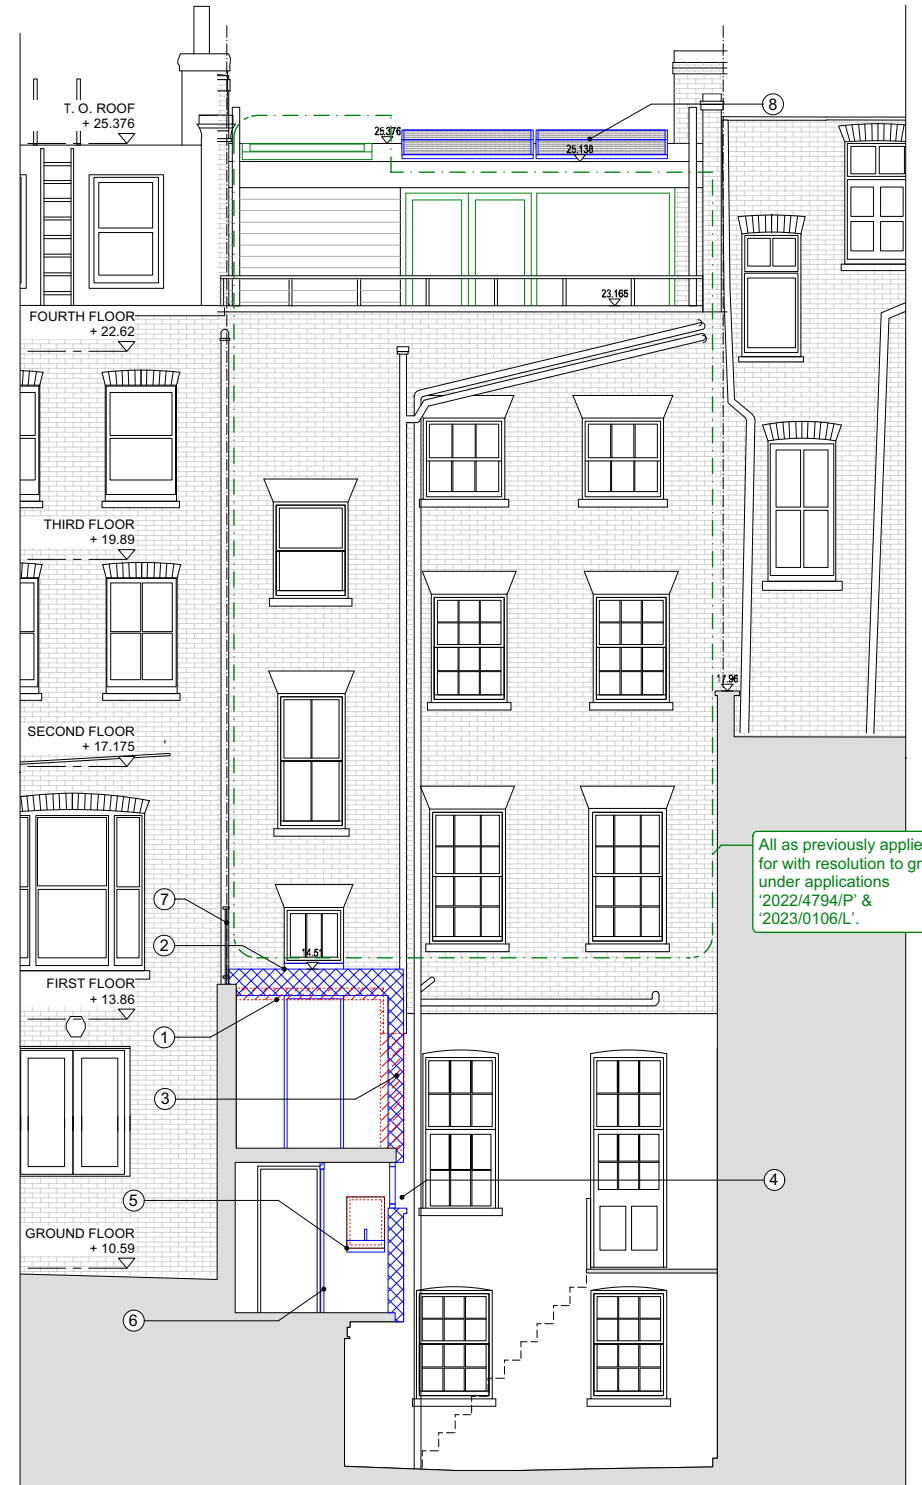 T. O. ROOF
+ 25.376
25.376
8
25.138
23.165
FOURTH FLOOR
+ 22.62
THIRD FLOOR
+ 19.89
17.96
SECOND FLOOR
+ 17.175
All as previously applie
for with resolution to gr
under applications
‘2022/4794/P’ &
‘2023/0106/L’.
7
2
14.51
FIRST FLOOR
+ 13.86
1
3
4
5
GROUND FLOOR
+ 10.59
6